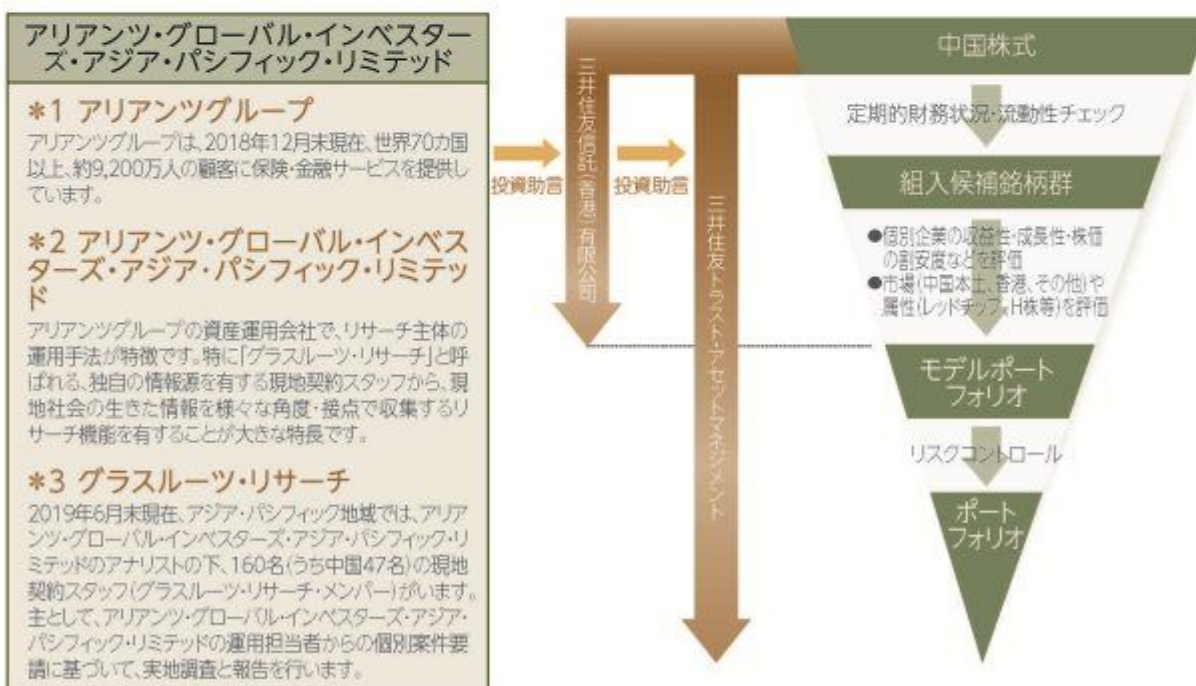 アリアンツ・グローバル・インベスター
ズ・アジア・パシフィック・リミテッド
*1 アリアンツグループ
アリアンツグループは、2018年12月末現在、世界70カ国
以上、約9,200万人の顧客に保険・金融サービスを提供し
ています。
*2 アリアンツ・グローバル・インベス
ターズ・アジア・パシフィック・リミテッ
ド
アリアンツグループの資産運用会社で、リサーチ主体の
運用手法が特徴です。特に「グラスルーツ・リサーチ」と呼
ばれる、独自の情報源を有する現地契約スタッフから、現
地社会の生きた情報を様々な角度・接点で収集するリ
サーチ機能を有することが大きな特長です。
*3 グラスルーツ・リサーチ
2019年6月末現在、アジア・パシフィック地域では、アリア
ンツ・グローバル・インベスターズ・アジア・パシフィック・リ
ミテッドのアナリストの下、160名(うち中国47名)の現地
契約スタッフ(グラスルーツ・リサーチ・メンバー)がいます。
主として、アリアンツ・グローバル・インベスターズ・アジア・
パシフィック・リミテッドの運用担当者からの個別案件要
請に基づいて、実地調査と報告を行います。
投資助言
三井住友信託(香港)有限公司
投資助言
三井住友トラスト・アセットマネジメント
中国株式
定期的財務状況・流動性チェック
組入候補銘柄群
●個別企業の収益性・成長性・株価
の割安度などを評価
●市場(中国本土、香港、その他)や
属性(レッドチップ、H株等)を評価
モデルポート
フォリオ
リスクコントロール
ポート
フォリオ